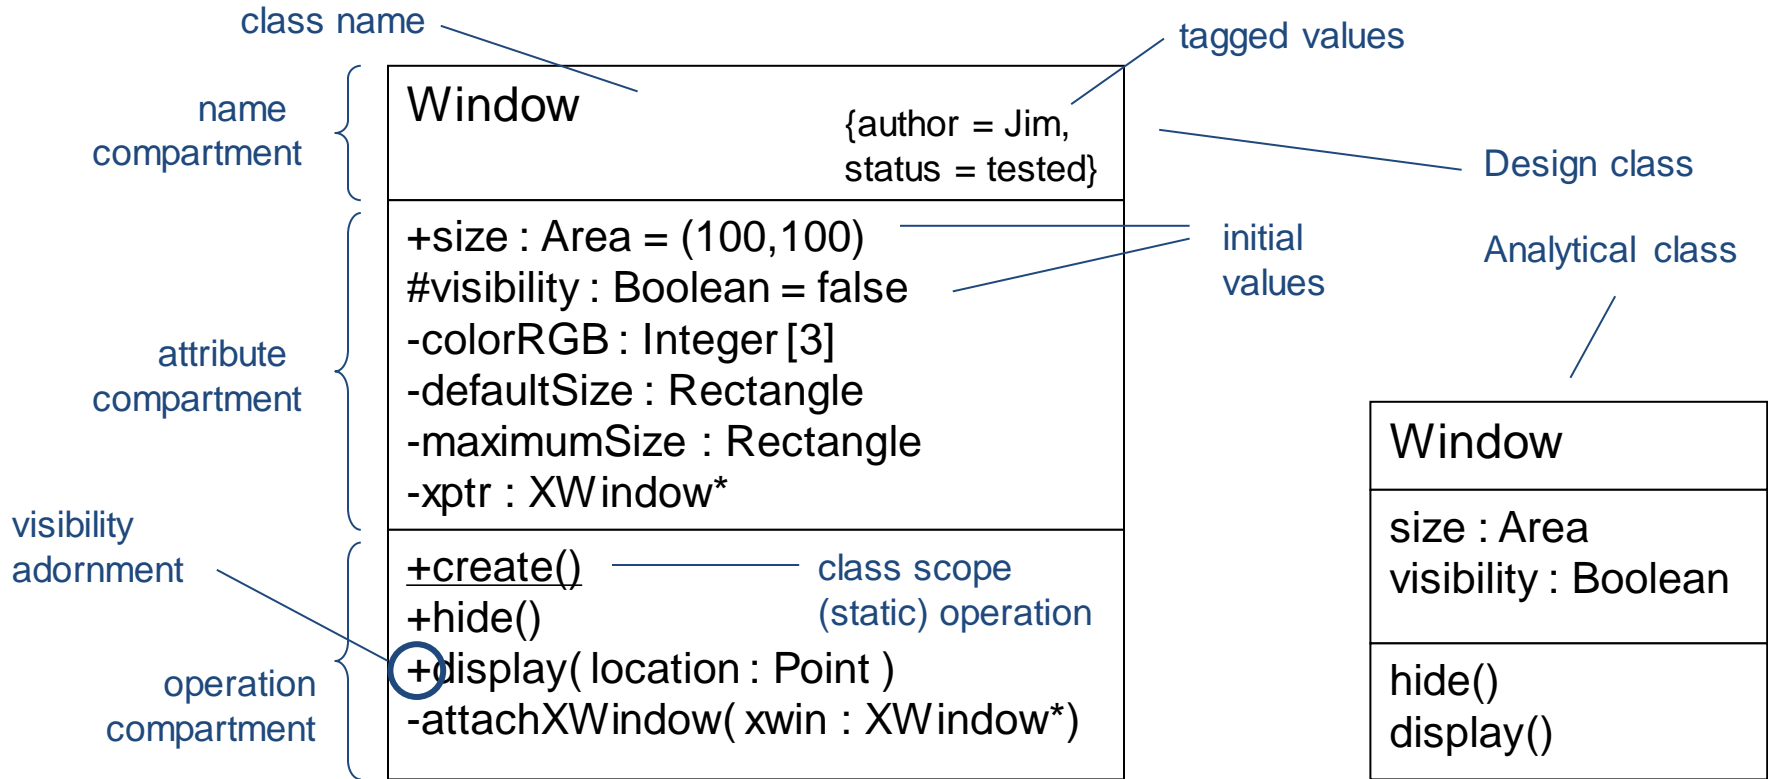 class name
tagged values
name
compartment
Window
{author = Jim,
status = tested}
Design class
attribute
compartment
+size : Area = (100,100)
#visibility : Boolean = false
-colorRGB : Integer [3]
-defaultSize : Rectangle
-maximumSize : Rectangle
-xptr : XWindow*
initial
values
Analytical class
visibility
adornment
operation
compartment
+create()
+hide()
+display( location : Point )
-attachXWindow( xwin : XWindow*)
class scope
(static) operation
Window
size : Area
visibility : Boolean
hide()
display()